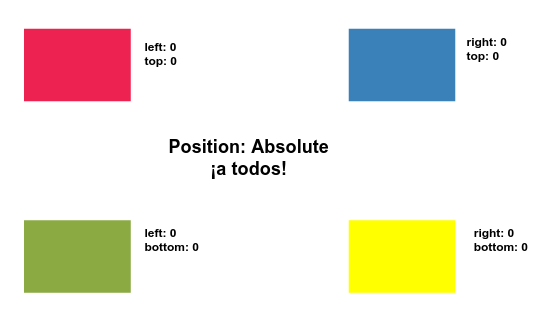 left: 0
top: 0
right: 0
top: 0
Position: Absolute
¡a todos!
left: 0
bottom: 0
right: 0
bottom: 0